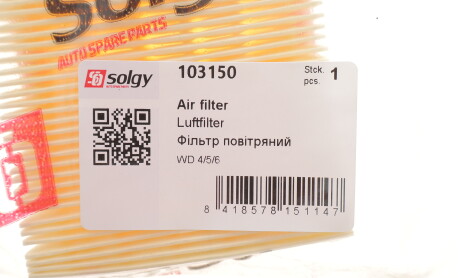 solgy
AUTO SPARE PARTS
solgy
103150
Stck. 1
pcs.
Air filter
Luftfilter
Фільтр повітряний
WD 4/5/6
8 418578 151147